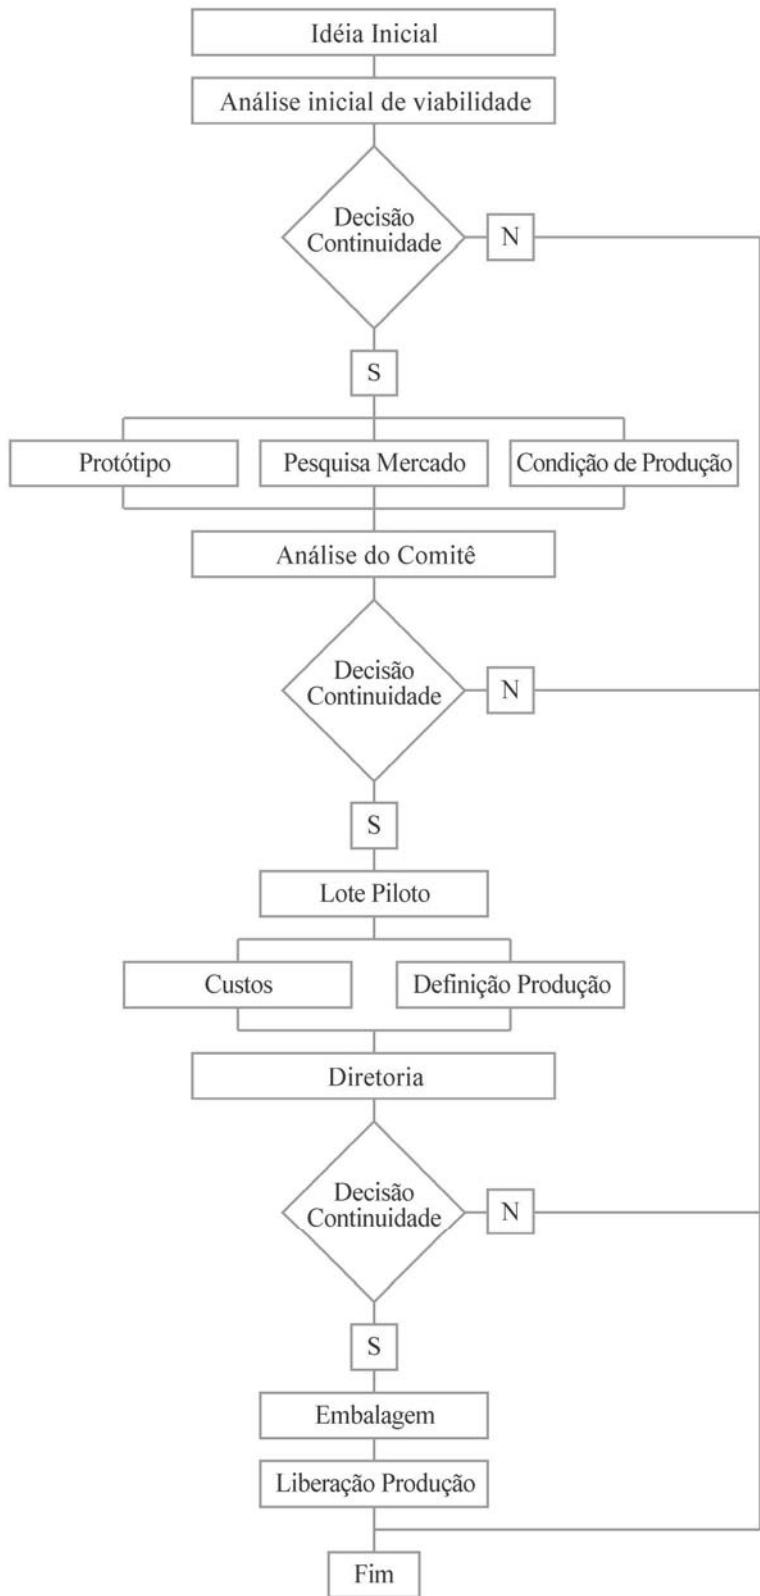 Idéia Inicial
Análise inicial de viabilidade
Decisão
Continuidade
N
S
Protótipo
Pesquisa Mercado
Condição de Produção
Análise do Comitê
Decisão
Continuidade
N
S
Lote Piloto
Custos
Definição Produção
Diretoria
Decisão
Continuidade
N
S
Embalagem
Liberação Produção
Fim